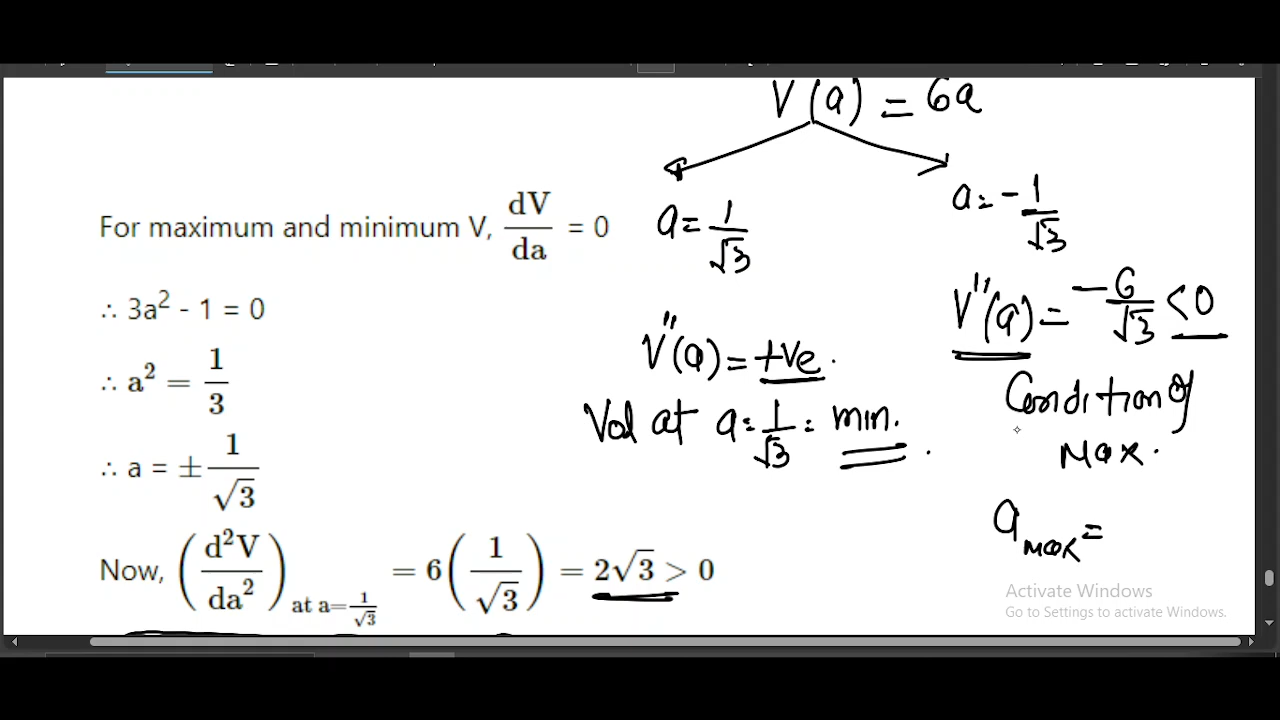 V(a) = 6a
For maximum and minimum V, dV/da = 0
∴ 3a² - 1 = 0
∴ a² = 1/3
∴ a = ± 1/√3
Now, (d²V/da²) at a=1/√3 = 6(1/√3) = 2√3 > 0
a = 1/√3
V"(a) = +ve.
Vol at a = 1/√3 = min.
a = - 1/√3
V"(a) = -6/√3 < 0
Condition of
Max.
a max =
Activate Windows
Go to Settings to activate Windows.